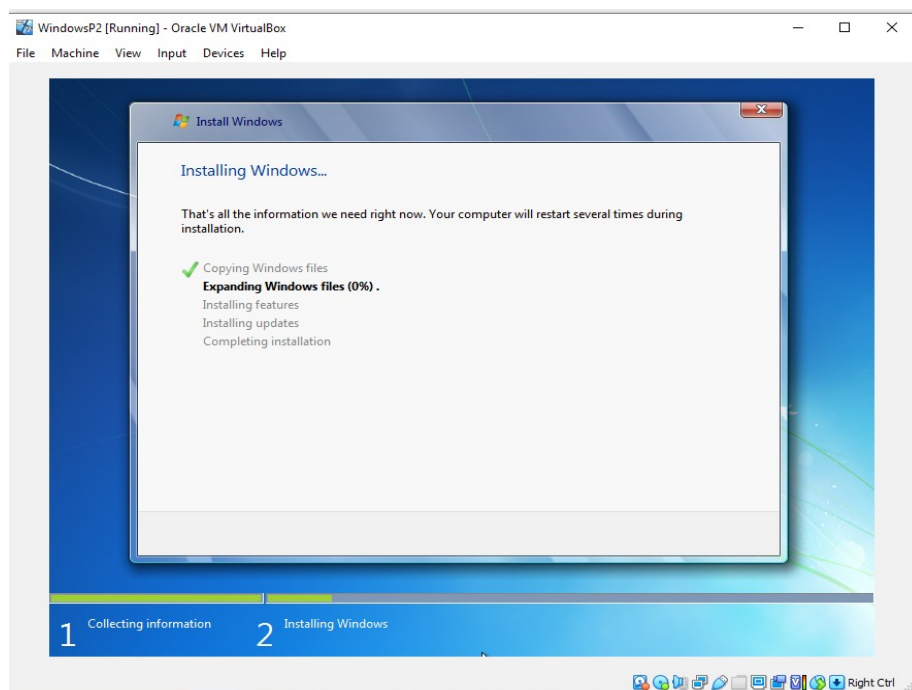 WindowsP2 [Running] - Oracle VM VirtualBox
File Machine View Input Devices Help
Install Windows
Installing Windows...
That's all the information we need right now. Your computer will restart several times during
installation.
Copying Windows files
Expanding Windows files (0%) .
Installing features
Installing updates
Completing installation
1 Collecting information 2 Installing Windows
Right Ctrl